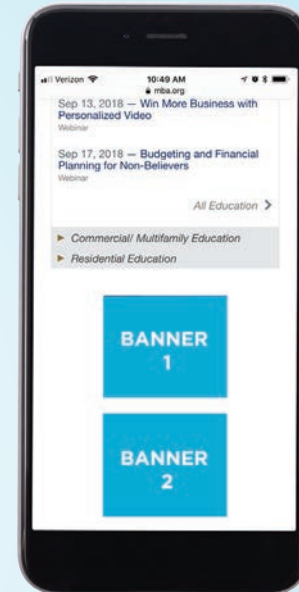 Verizon 10:49 AM
mba.org
Sep 13, 2018 — Win More Business with
Personalized Video
Webinar
Sep 17, 2018 — Budgeting and Financial
Planning for Non-Believers
Webinar
All Education
Commercial/ Multifamily Education
Residential Education
BANNER
1
BANNER
2